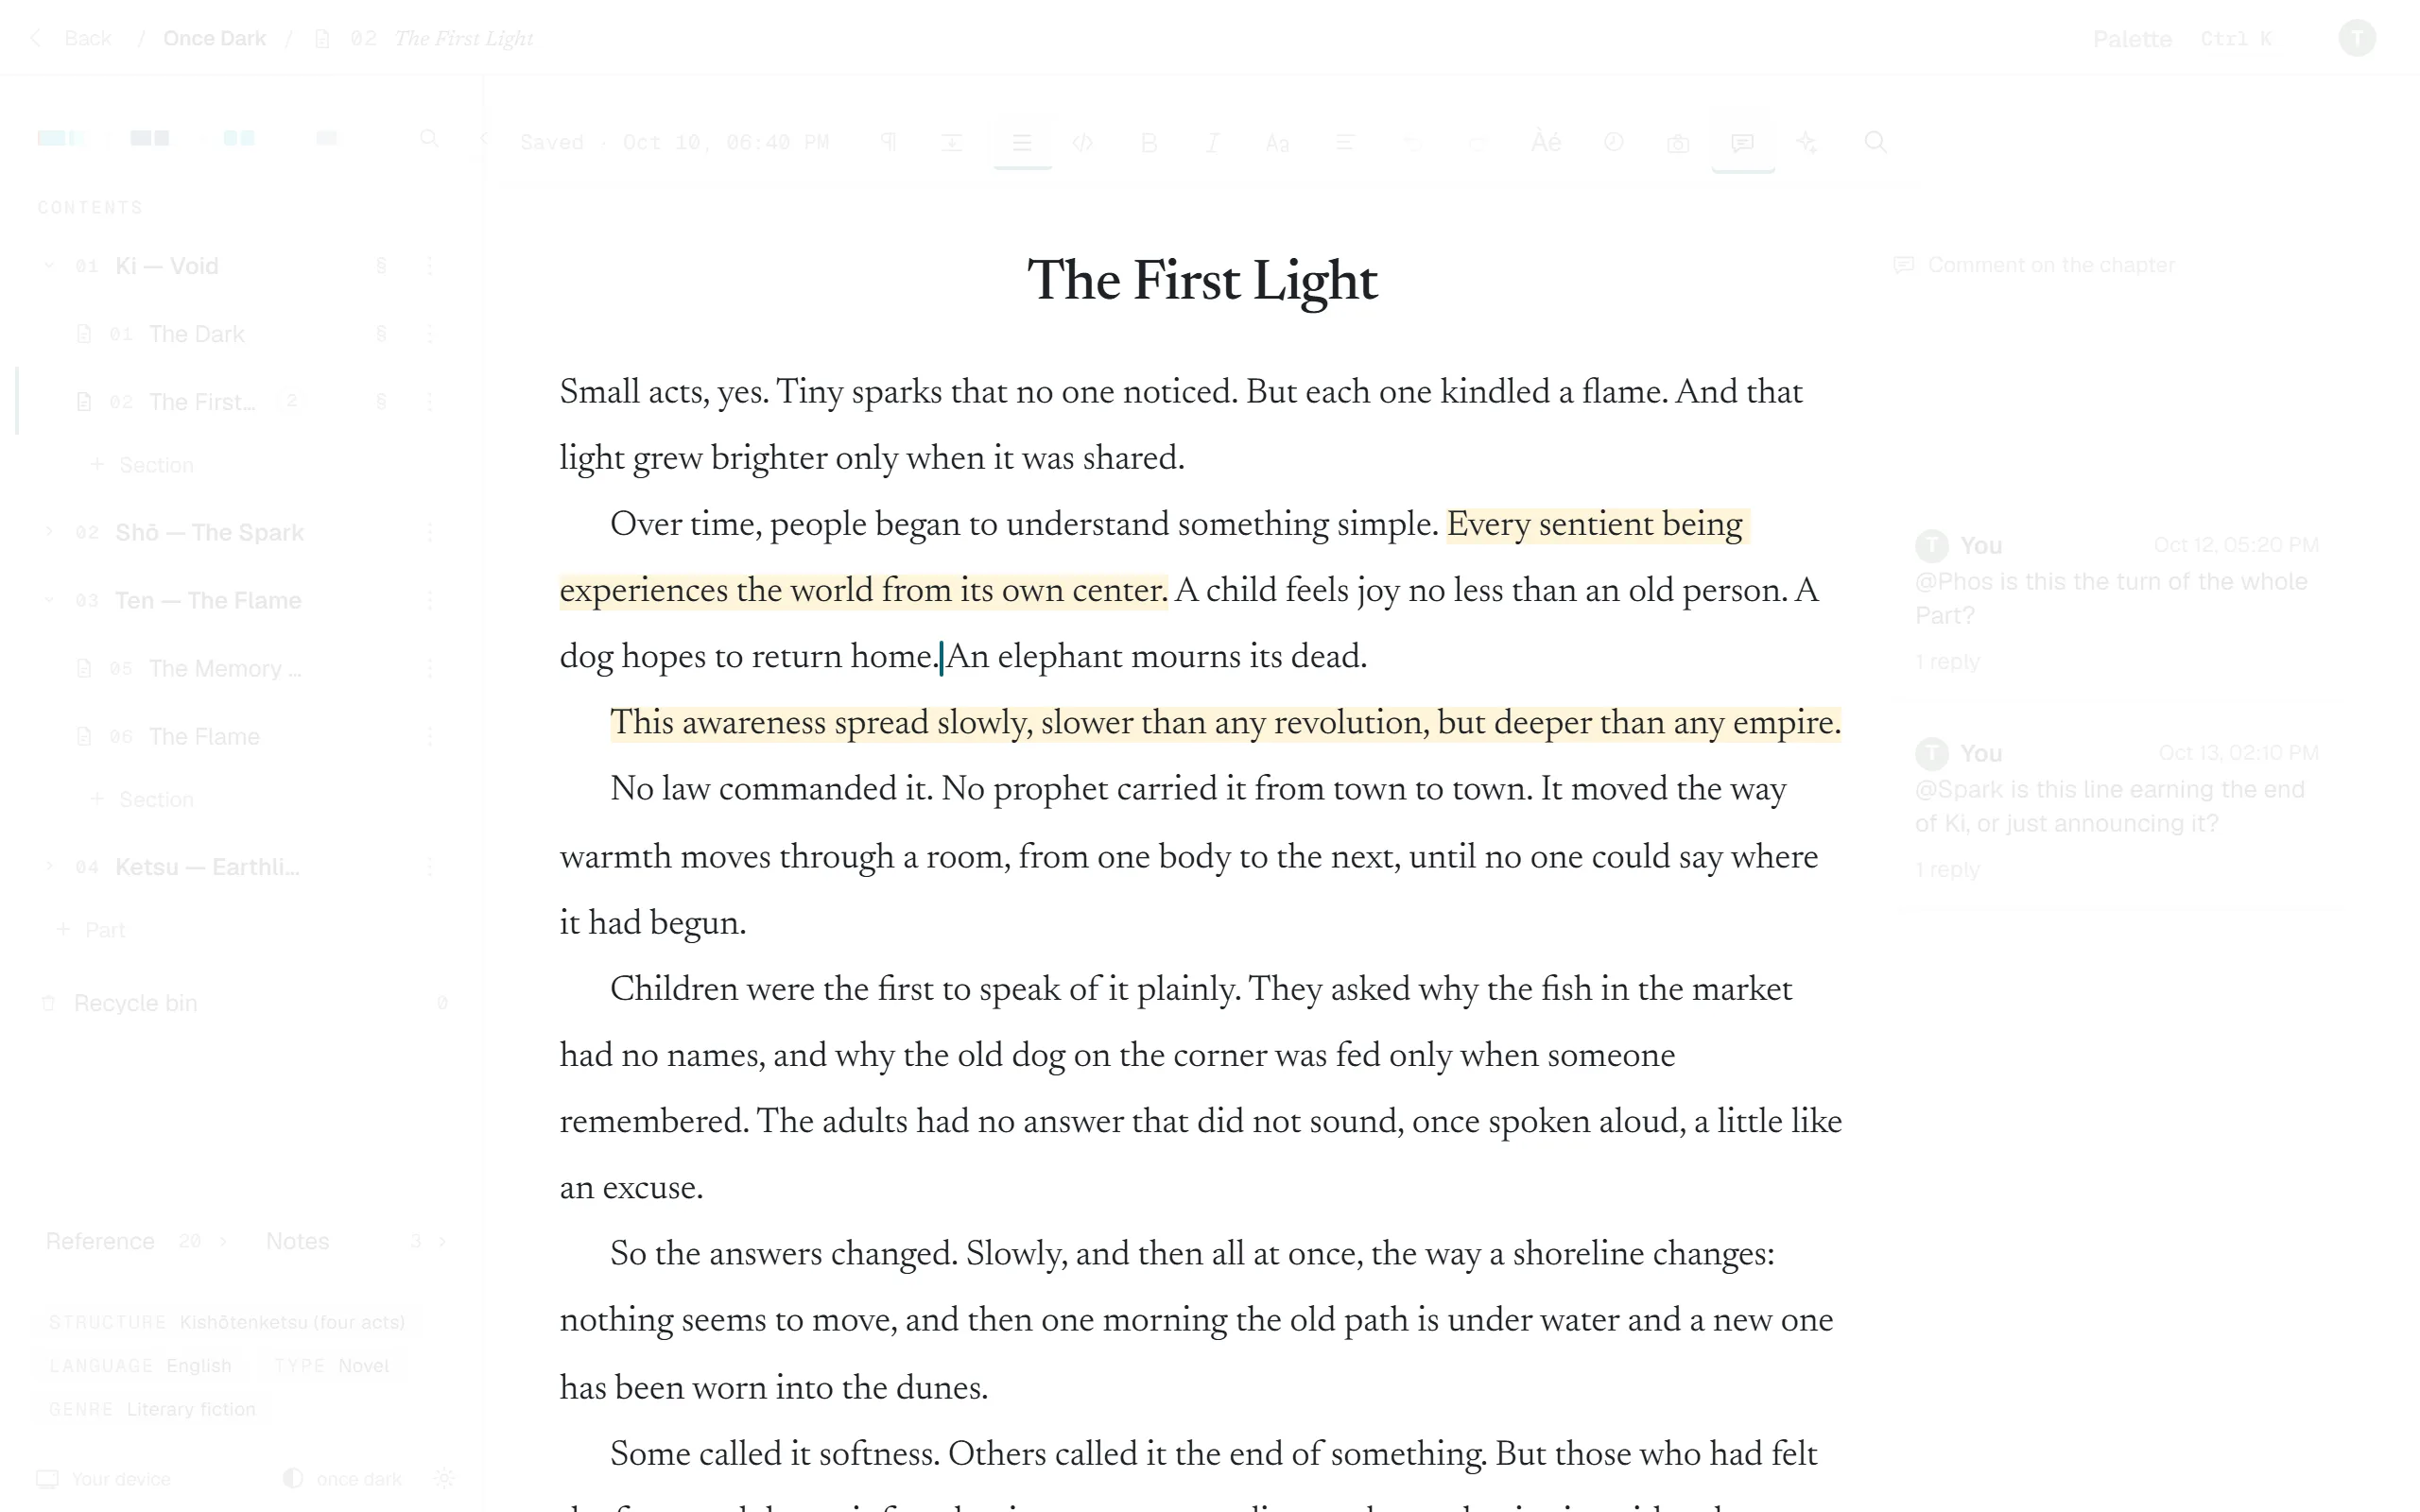 Back / Once Dark / 02 The First Light
Palette Ctrl K T
Saved · Oct 10, 06:40 PM
B I Aa Àé
CONTENTS
01 Ki — Void §
01 The Dark §
02 The First... 2 §
+ Section
02 Shō — The Spark
03 Ten — The Flame
05 The Memory ...
06 The Flame
+ Section
04 Ketsu — Earthli...
+ Part
Recycle bin 0
Reference 20 Notes 3
STRUCTURE Kishōtenketsu (four acts)
LANGUAGE English TYPE Novel
GENRE Literary fiction
Your device once dark
The First Light
Small acts, yes. Tiny sparks that no one noticed. But each one kindled a flame. And that
light grew brighter only when it was shared.
Over time, people began to understand something simple. Every sentient being
experiences the world from its own center. A child feels joy no less than an old person. A
dog hopes to return home. An elephant mourns its dead.
This awareness spread slowly, slower than any revolution, but deeper than any empire.
No law commanded it. No prophet carried it from town to town. It moved the way
warmth moves through a room, from one body to the next, until no one could say where
it had begun.
Children were the first to speak of it plainly. They asked why the fish in the market
had no names, and why the old dog on the corner was fed only when someone
remembered. The adults had no answer that did not sound, once spoken aloud, a little like
an excuse.
So the answers changed. Slowly, and then all at once, the way a shoreline changes:
nothing seems to move, and then one morning the old path is under water and a new one
has been worn into the dunes.
Some called it softness. Others called it the end of something. But those who had felt
Comment on the chapter
T You Oct 12, 05:20 PM
@Phos is this the turn of the whole
Part?
1 reply
T You Oct 13, 02:10 PM
@Spark is this line earning the end
of Ki, or just announcing it?
1 reply